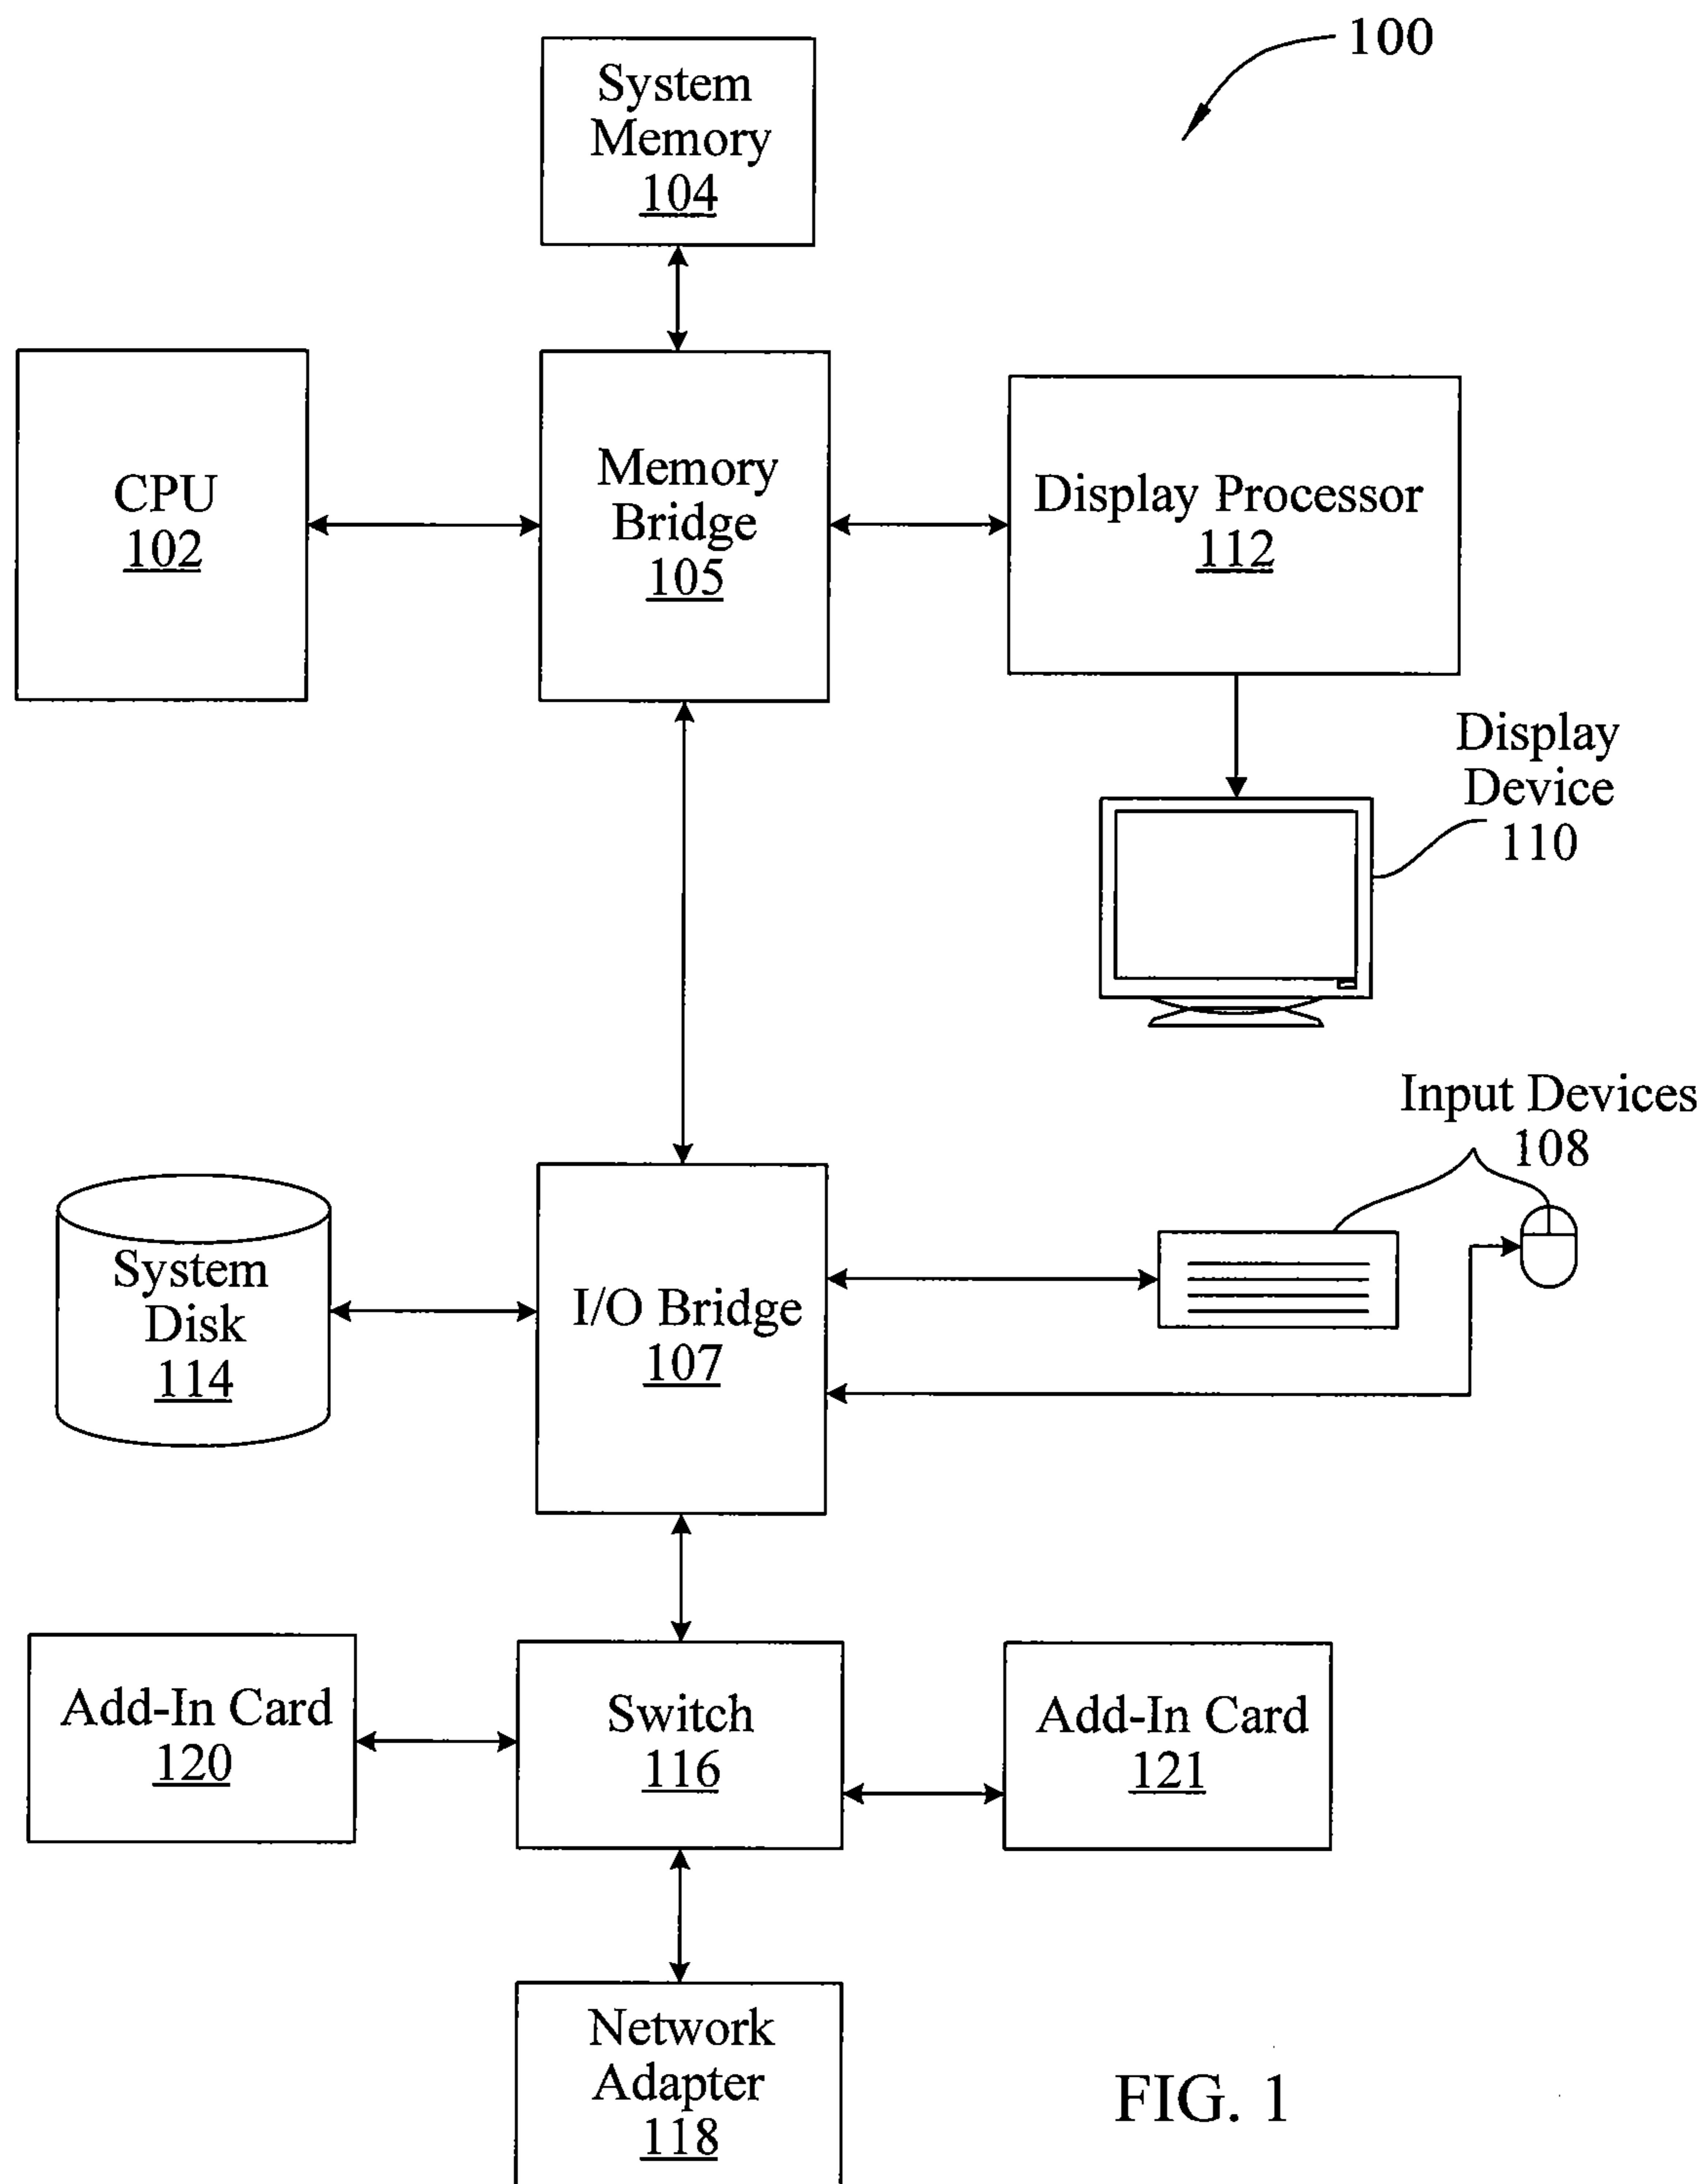 100
System
Memory
104
CPU
102
Memory
Bridge
105
Display Processor
112
Display
Device
110
Input Devices
108
System
Disk
114
I/O Bridge
107
Add-In Card
120
Switch
116
Add-In Card
121
Network
Adapter
118
FIG. 1